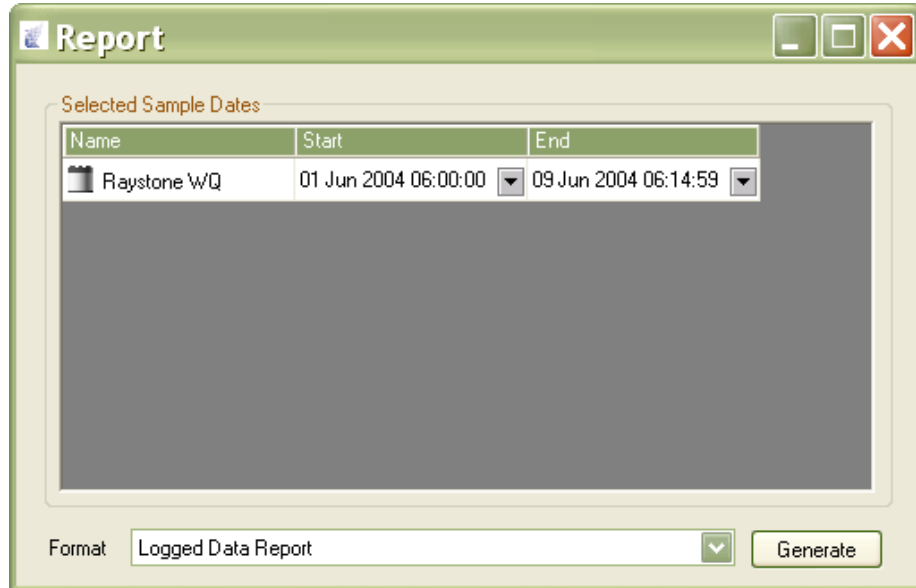 Report
Selected Sample Dates
Name Start End
Raystone WQ 01 Jun 2004 06:00:00 09 Jun 2004 06:14:59
Format Logged Data Report Generate